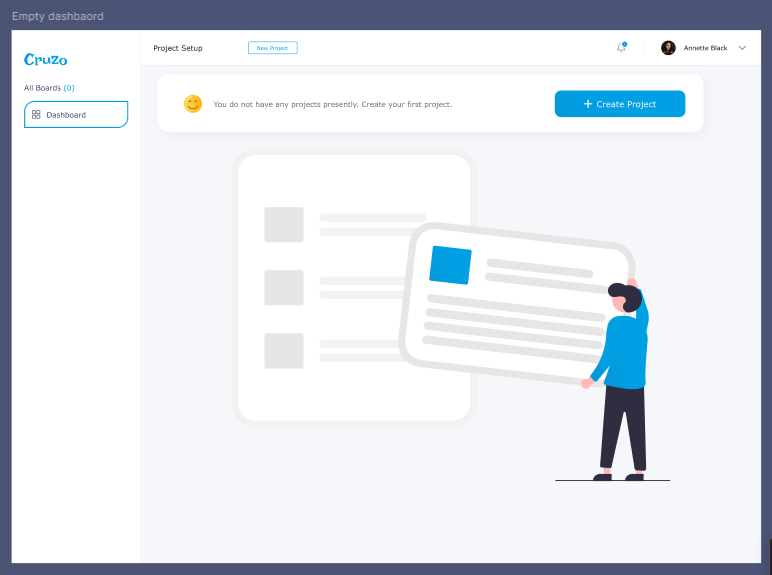 Empty dashbaord
Cruzo
Project Setup
New Project
Annette Black
All Boards (0)
Dashboard
You do not have any projects presently. Create your first project.
+ Create Project